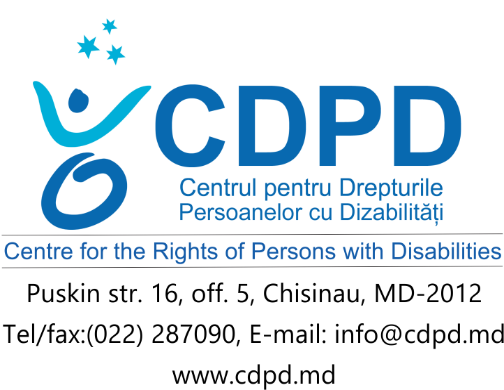 CDPD
Centrul pentru Drepturile
Persoanelor cu Dizabilități
Centre for the Rights of Persons with Disabilities
Puskin str. 16, off. 5, Chisinau, MD-2012
Tel/fax:(022) 287090, E-mail: info@cdpd.md
www.cdpd.md